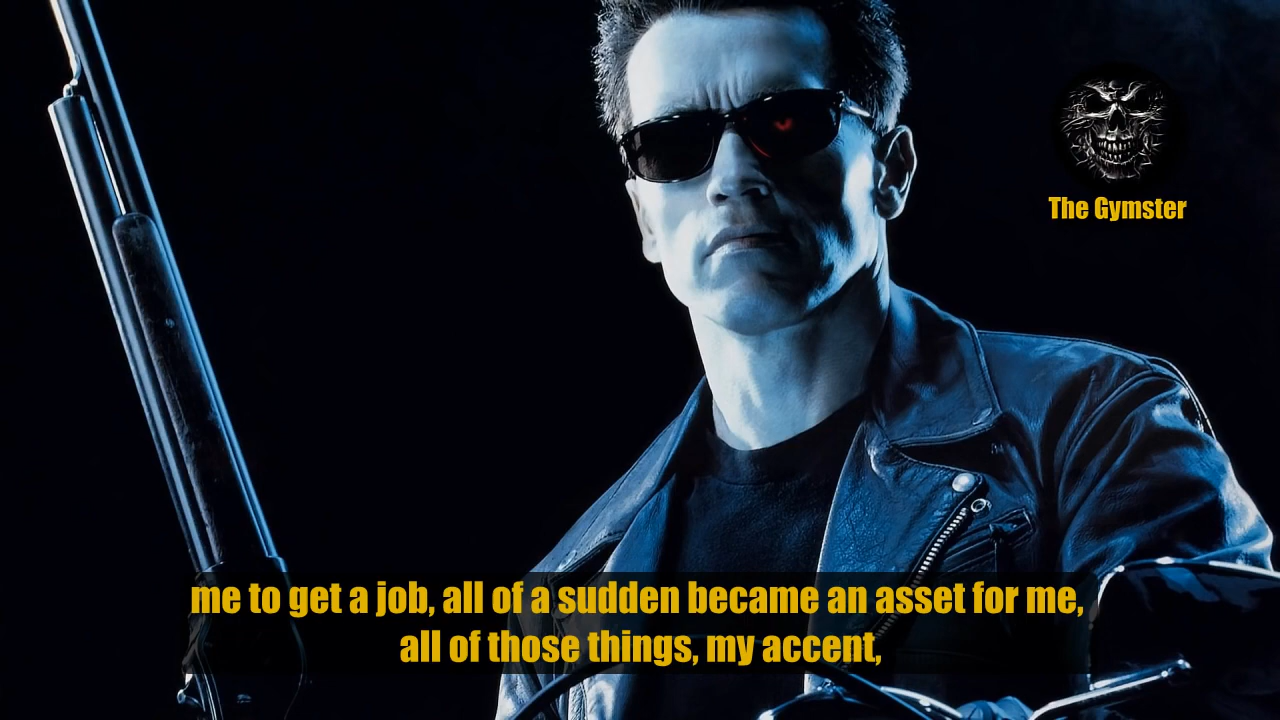 The Gymster
me to get a job, all of a sudden became an asset for me,
all of those things, my accent,